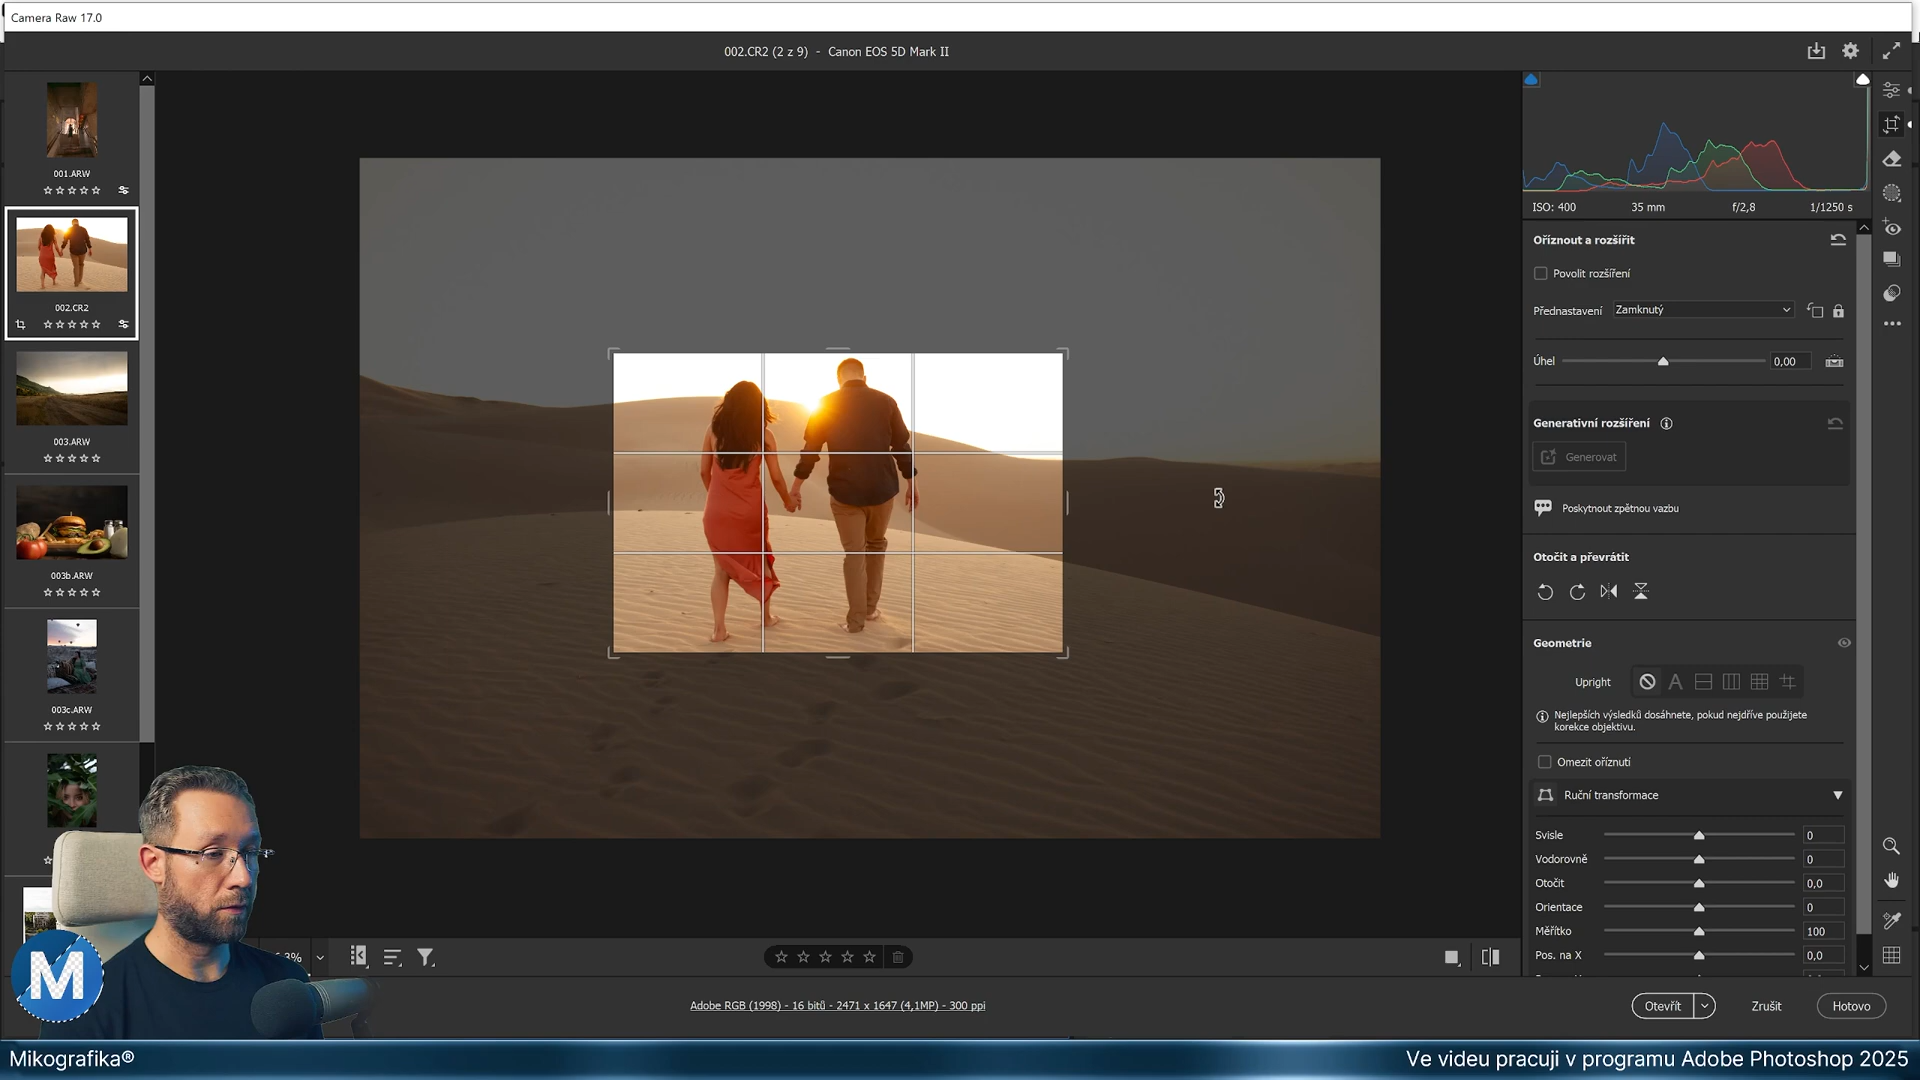 Camera Raw 17.0
002.CR2 (2 z 9) - Canon EOS 5D Mark II
001.ARW
002.CR2
003.ARW
003b.ARW
003c.ARW
ISO: 400 35 mm f/2,8 1/1250 s
Oříznout a rozšířit
Povolit rozšíření
Přednastavení Zamknutý
Úhel 0,00
Generativní rozšíření
Generovat
Poskytnout zpětnou vazbu
Otočit a převrátit
Geometrie
Upright A
Nejlepších výsledků dosáhnete, pokud nejdříve použijete
korekce objektivu.
Omezit oříznutí
Ruční transformace
Svisle 0
Vodorovně 0
Otočit 0,0
Orientace 0
Měřítko 100
Pos. na X 0,0
Adobe RGB (1998) - 16 bitů - 2471 x 1647 (4,1MP) - 300 ppi
Otevřít Zrušit Hotovo
M
Mikografika® Ve videu pracuji v programu Adobe Photoshop 2025